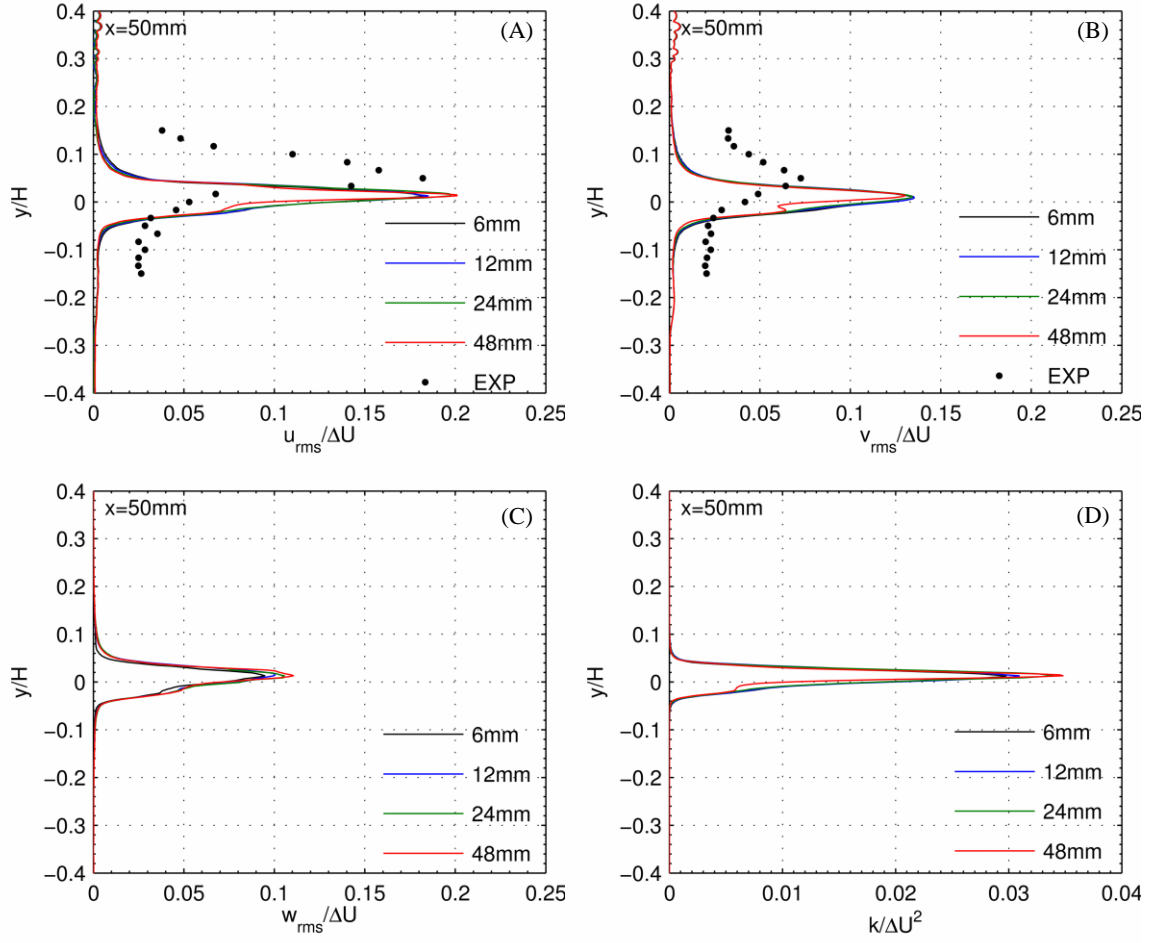 x=50mm
(A)
0.4
0.3
0.2
0.1
0
−0.1
−0.2
−0.3
−0.4
y/H
6mm
12mm
24mm
48mm
EXP
0 0.05 0.1 0.15 0.2 0.25
u_rms/ΔU
x=50mm
(B)
0.4
0.3
0.2
0.1
0
−0.1
−0.2
−0.3
−0.4
y/H
6mm
12mm
24mm
48mm
EXP
0 0.05 0.1 0.15 0.2 0.25
v_rms/ΔU
x=50mm
(C)
0.4
0.3
0.2
0.1
0
−0.1
−0.2
−0.3
−0.4
y/H
6mm
12mm
24mm
48mm
0 0.05 0.1 0.15 0.2 0.25
w_rms/ΔU
x=50mm
(D)
0.4
0.3
0.2
0.1
0
−0.1
−0.2
−0.3
−0.4
y/H
6mm
12mm
24mm
48mm
0 0.01 0.02 0.03 0.04
k/ΔU²